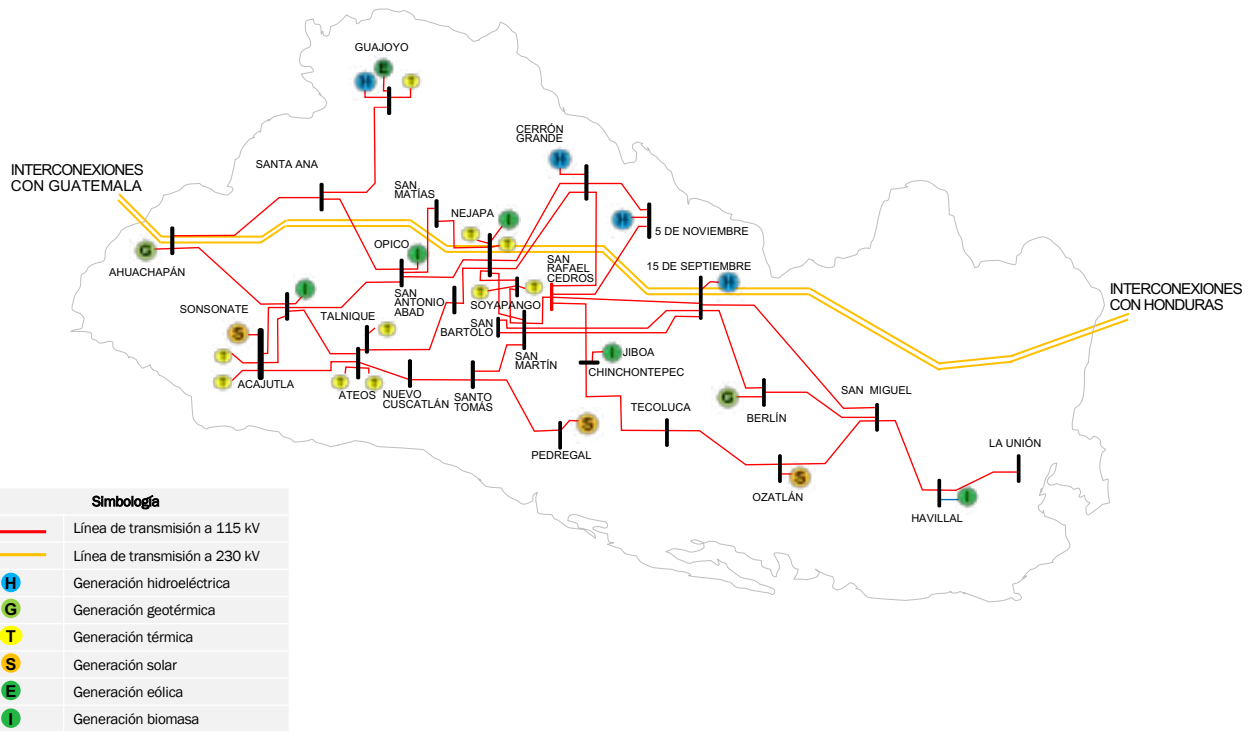 GUAJOYO
E
H
T
CERRÓN
GRANDE
H
SANTA ANA
INTERCONEXIONES
CON GUATEMALA
SAN
MATÍAS
NEJAPA
I
T
T
H
5 DE NOVIEMBRE
OPICO
I
G
AHUACHAPÁN
SAN
RAFAEL
CEDROS
15 DE SEPTIEMBRE
H
INTERCONEXIONES
CON HONDURAS
SONSONATE
I
SAN
ANTONIO
ABAD
T
T
SOYAPANGO
TALNIQUE
T
S
SAN
BARTOLO
T
T
ACAJUTLA
SAN
MARTÍN
I
JIBOA
CHINCHONTEPEC
T
T
ATEOS
NUEVO
CUSCATLÁN
SANTO
TOMÁS
G
BERLÍN
SAN MIGUEL
TECOLUCA
S
PEDREGAL
LA UNIÓN
S
OZATLÁN
I
HAVILLAL
Simbología
Línea de transmisión a 115 kV
Línea de transmisión a 230 kV
H Generación hidroeléctrica
G Generación geotérmica
T Generación térmica
S Generación solar
E Generación eólica
I Generación biomasa